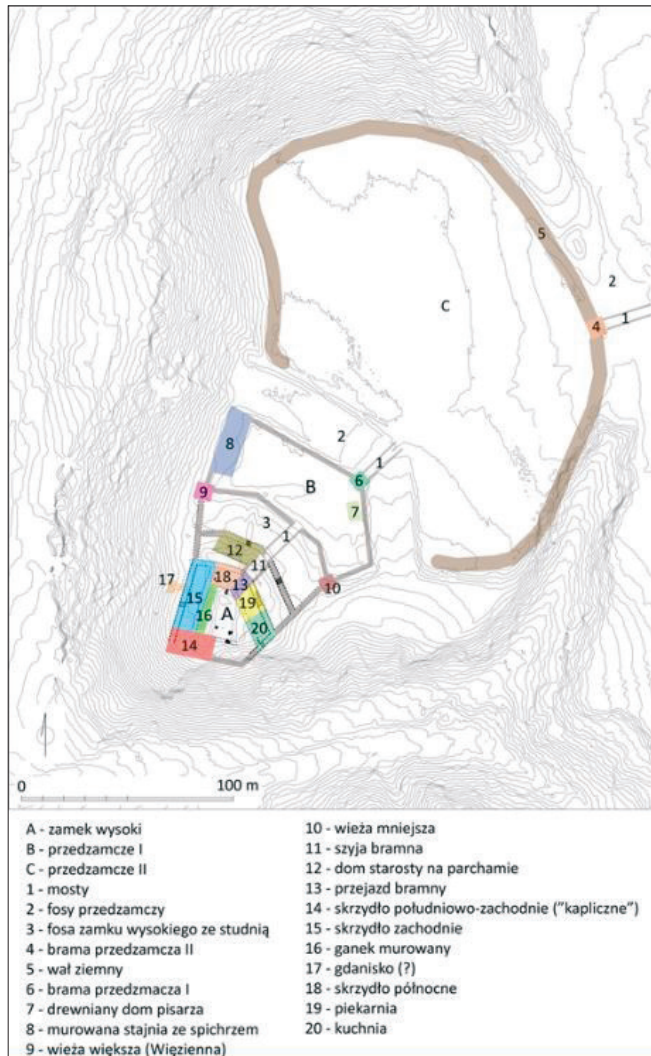 5
C
2
4
1
8
2
1
B
6
9
7
3
1
12
11
17
18
13
10
15
19
16
A
20
14
0
100 m
A - zamek wysoki
B - przedzamcze I
C - przedzamcze II
1 - mosty
2 - fosy przedzamczy
3 - fosa zamku wysokiego ze studnią
4 - brama przedzamcza II
5 - wał ziemny
6 - brama przedzmacza I
7 - drewniany dom pisarza
8 - murowana stajnia ze spichrzem
9 - wieża większa (Więzienna)
10 - wieża mniejsza
11 - szyja bramna
12 - dom starosty na parchamie
13 - przejazd bramny
14 - skrzydło południowo-zachodnie ("kapliczne")
15 - skrzydło zachodnie
16 - ganek murowany
17 - gdanisko (?)
18 - skrzydło północne
19 - piekarnia
20 - kuchnia